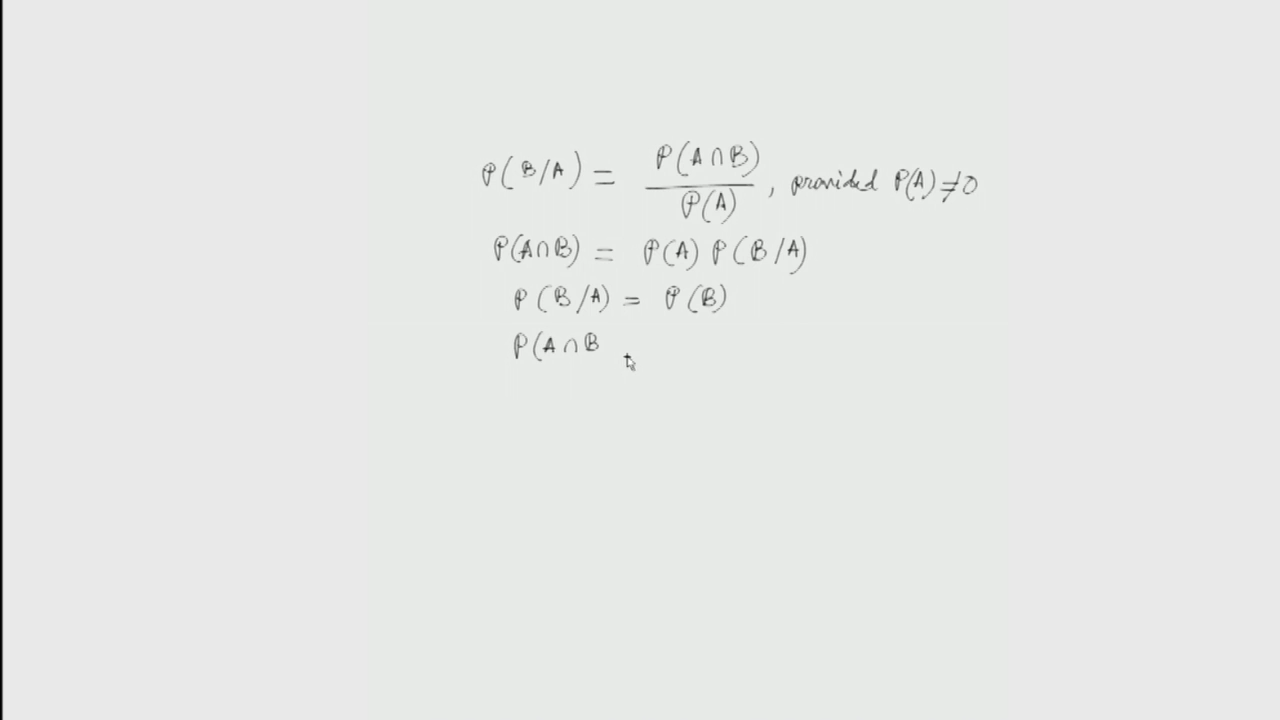 P(B/A) = P(A∩B) / P(A), provided P(A)≠0
P(A∩B) = P(A) P(B/A)
P(B/A) = P(B)
P(A∩B